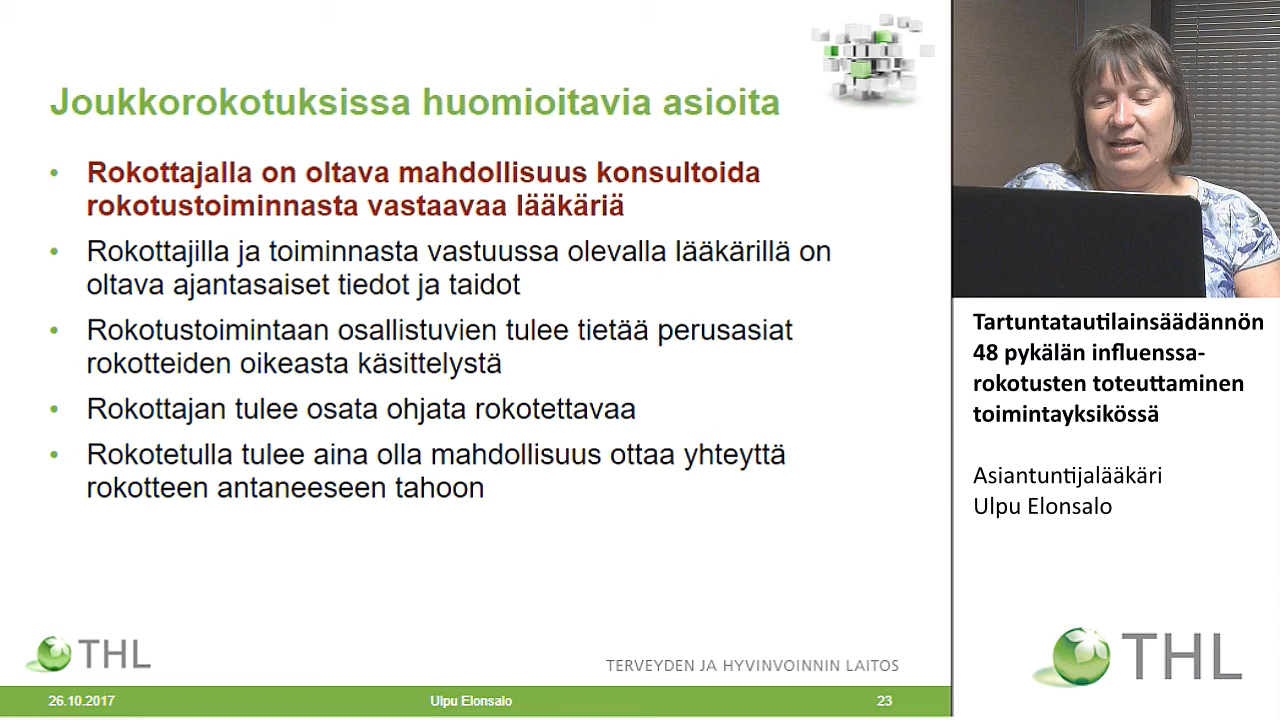 Joukkorokotuksissa huomioitavia asioita
• Rokottajalla on oltava mahdollisuus konsultoida
rokotustoiminnasta vastaavaa lääkäriä
• Rokottajilla ja toiminnasta vastuussa olevalla lääkärillä on
oltava ajantasaiset tiedot ja taidot
• Rokotustoimintaan osallistuvien tulee tietää perusasiat
rokotteiden oikeasta käsittelystä
• Rokottajan tulee osata ohjata rokotettavaa
• Rokotetulla tulee aina olla mahdollisuus ottaa yhteyttä
rokotteen antaneeseen tahoon
THL
TERVEYDEN JA HYVINVOINNIN LAITOS
26.10.2017
Ulpu Elonsalo
23
Tartuntatautilainsäädännön
48 pykälän influenssa-
rokotusten toteuttaminen
toimintayksikössä
Asiantuntijalääkäri
Ulpu Elonsalo
THL